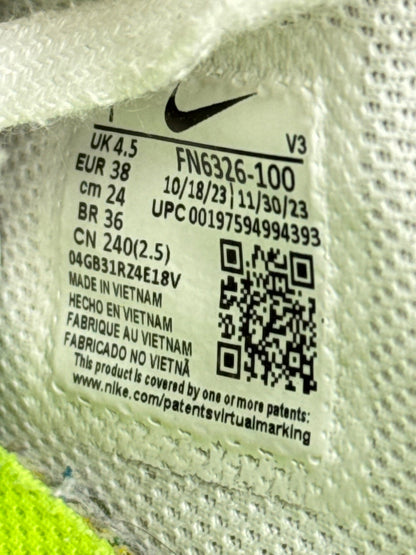 V3
UK 4.5
EUR 38
cm 24
BR 36
CN 240(2.5)
FN6326-100
10/18/23 | 11/30/23
UPC 00197594994393
04GB31RZ4E18V
MADE IN VIETNAM
HECHO EN VIETNAM
FABRIQUE AU VIETNAM
FABRICADO NO VIETNÃ
This product is covered by one or more patents:
www.nike.com/patentsvirtualmarking